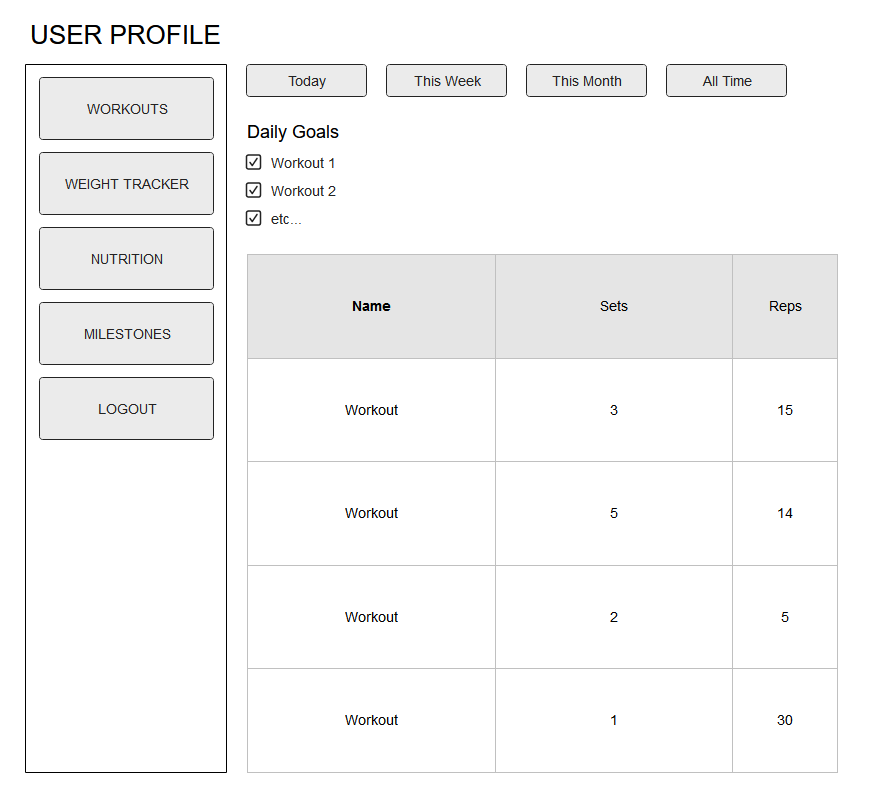 USER PROFILE
WORKOUTS
WEIGHT TRACKER
NUTRITION
MILESTONES
LOGOUT
Today This Week This Month All Time
Daily Goals
Workout 1
Workout 2
etc...
Name Sets Reps
Workout 3 15
Workout 5 14
Workout 2 5
Workout 1 30